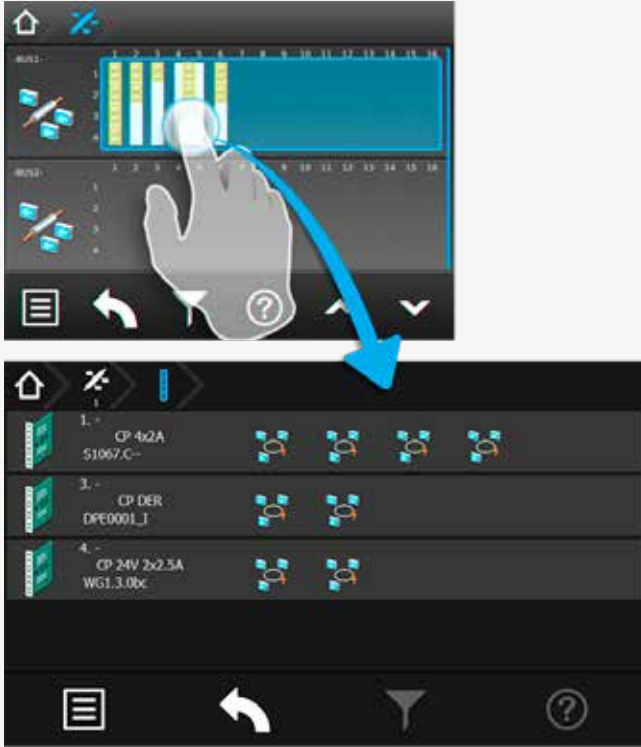 -BUS1-
1 2 3 4 5 6 7 8 9 10 11 12 13 14 15 16
1
2
3
4
-BUS2-
1 2 3 4 5 6 7 8 9 10 11 12 13 14 15 16
1
2
3
4
?
1
1. -
CP 4x2A
S1067.C--
3. -
CP DER
DPE0001_I
4. -
CP 24V 2x2.5A
WG1.3.0bc
?